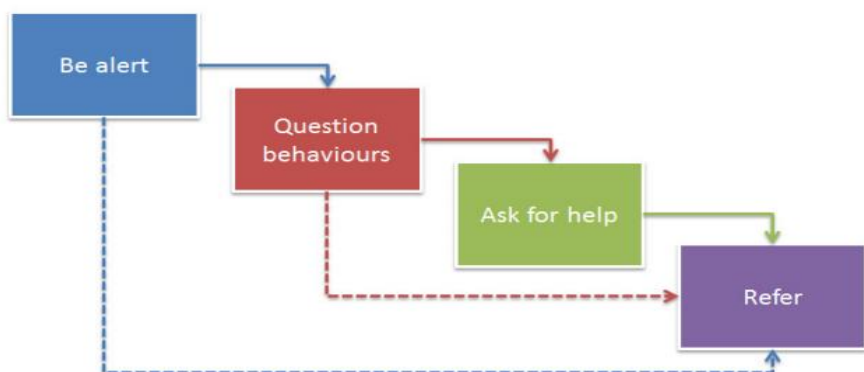 Be alert
Question
behaviours
Ask for help
Refer